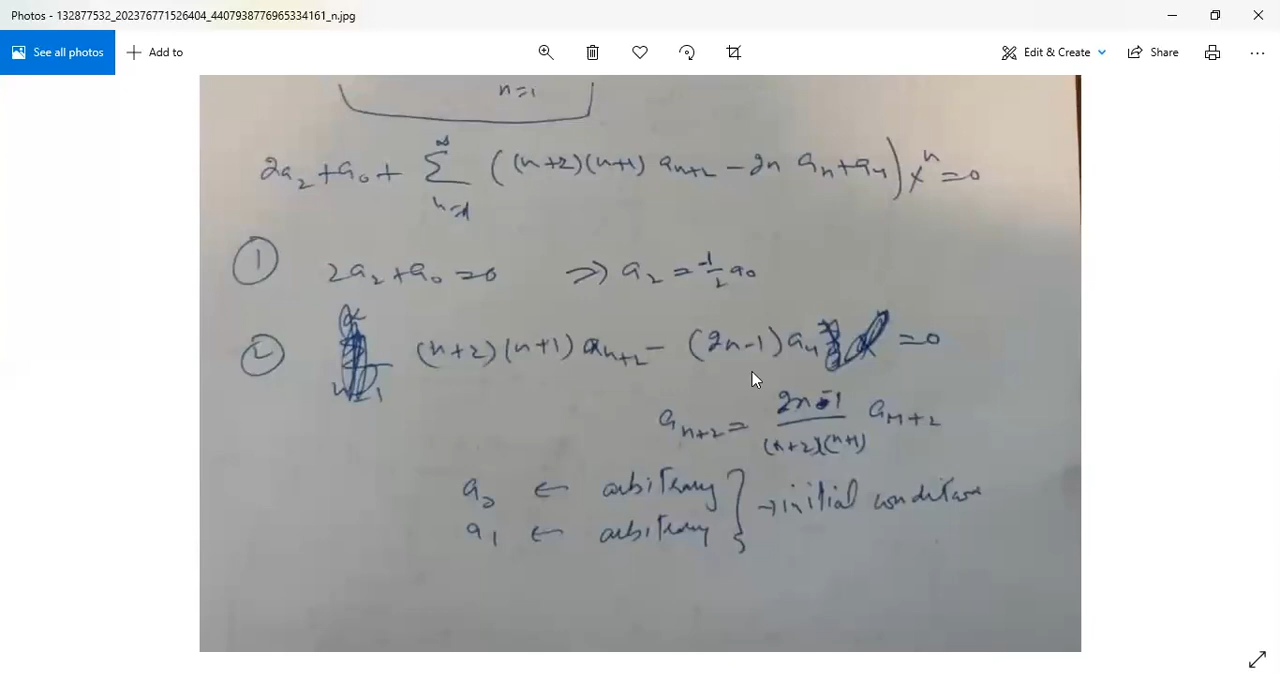 Photos - 132877532_202376771526404_4407938776965334161_n.jpg
See all photos
Add to
Edit & Create
Share
n=1
2a₂+a₀+ ∑ ((n+2)(n+1) aₙ₊₂ - 2n aₙ+aₙ) xⁿ =0
∞
n=1
① 2a₂+a₀=0 ⇒ a₂ = -1/2 a₀
② (n+2)(n+1) aₙ₊₂ - (2n-1) aₙ =0
aₙ₊₂ = 2n-1/(n+2)(n+1) aₙ₊₂
a₀ ← arbitrary
a₁ ← arbitrary } → initial